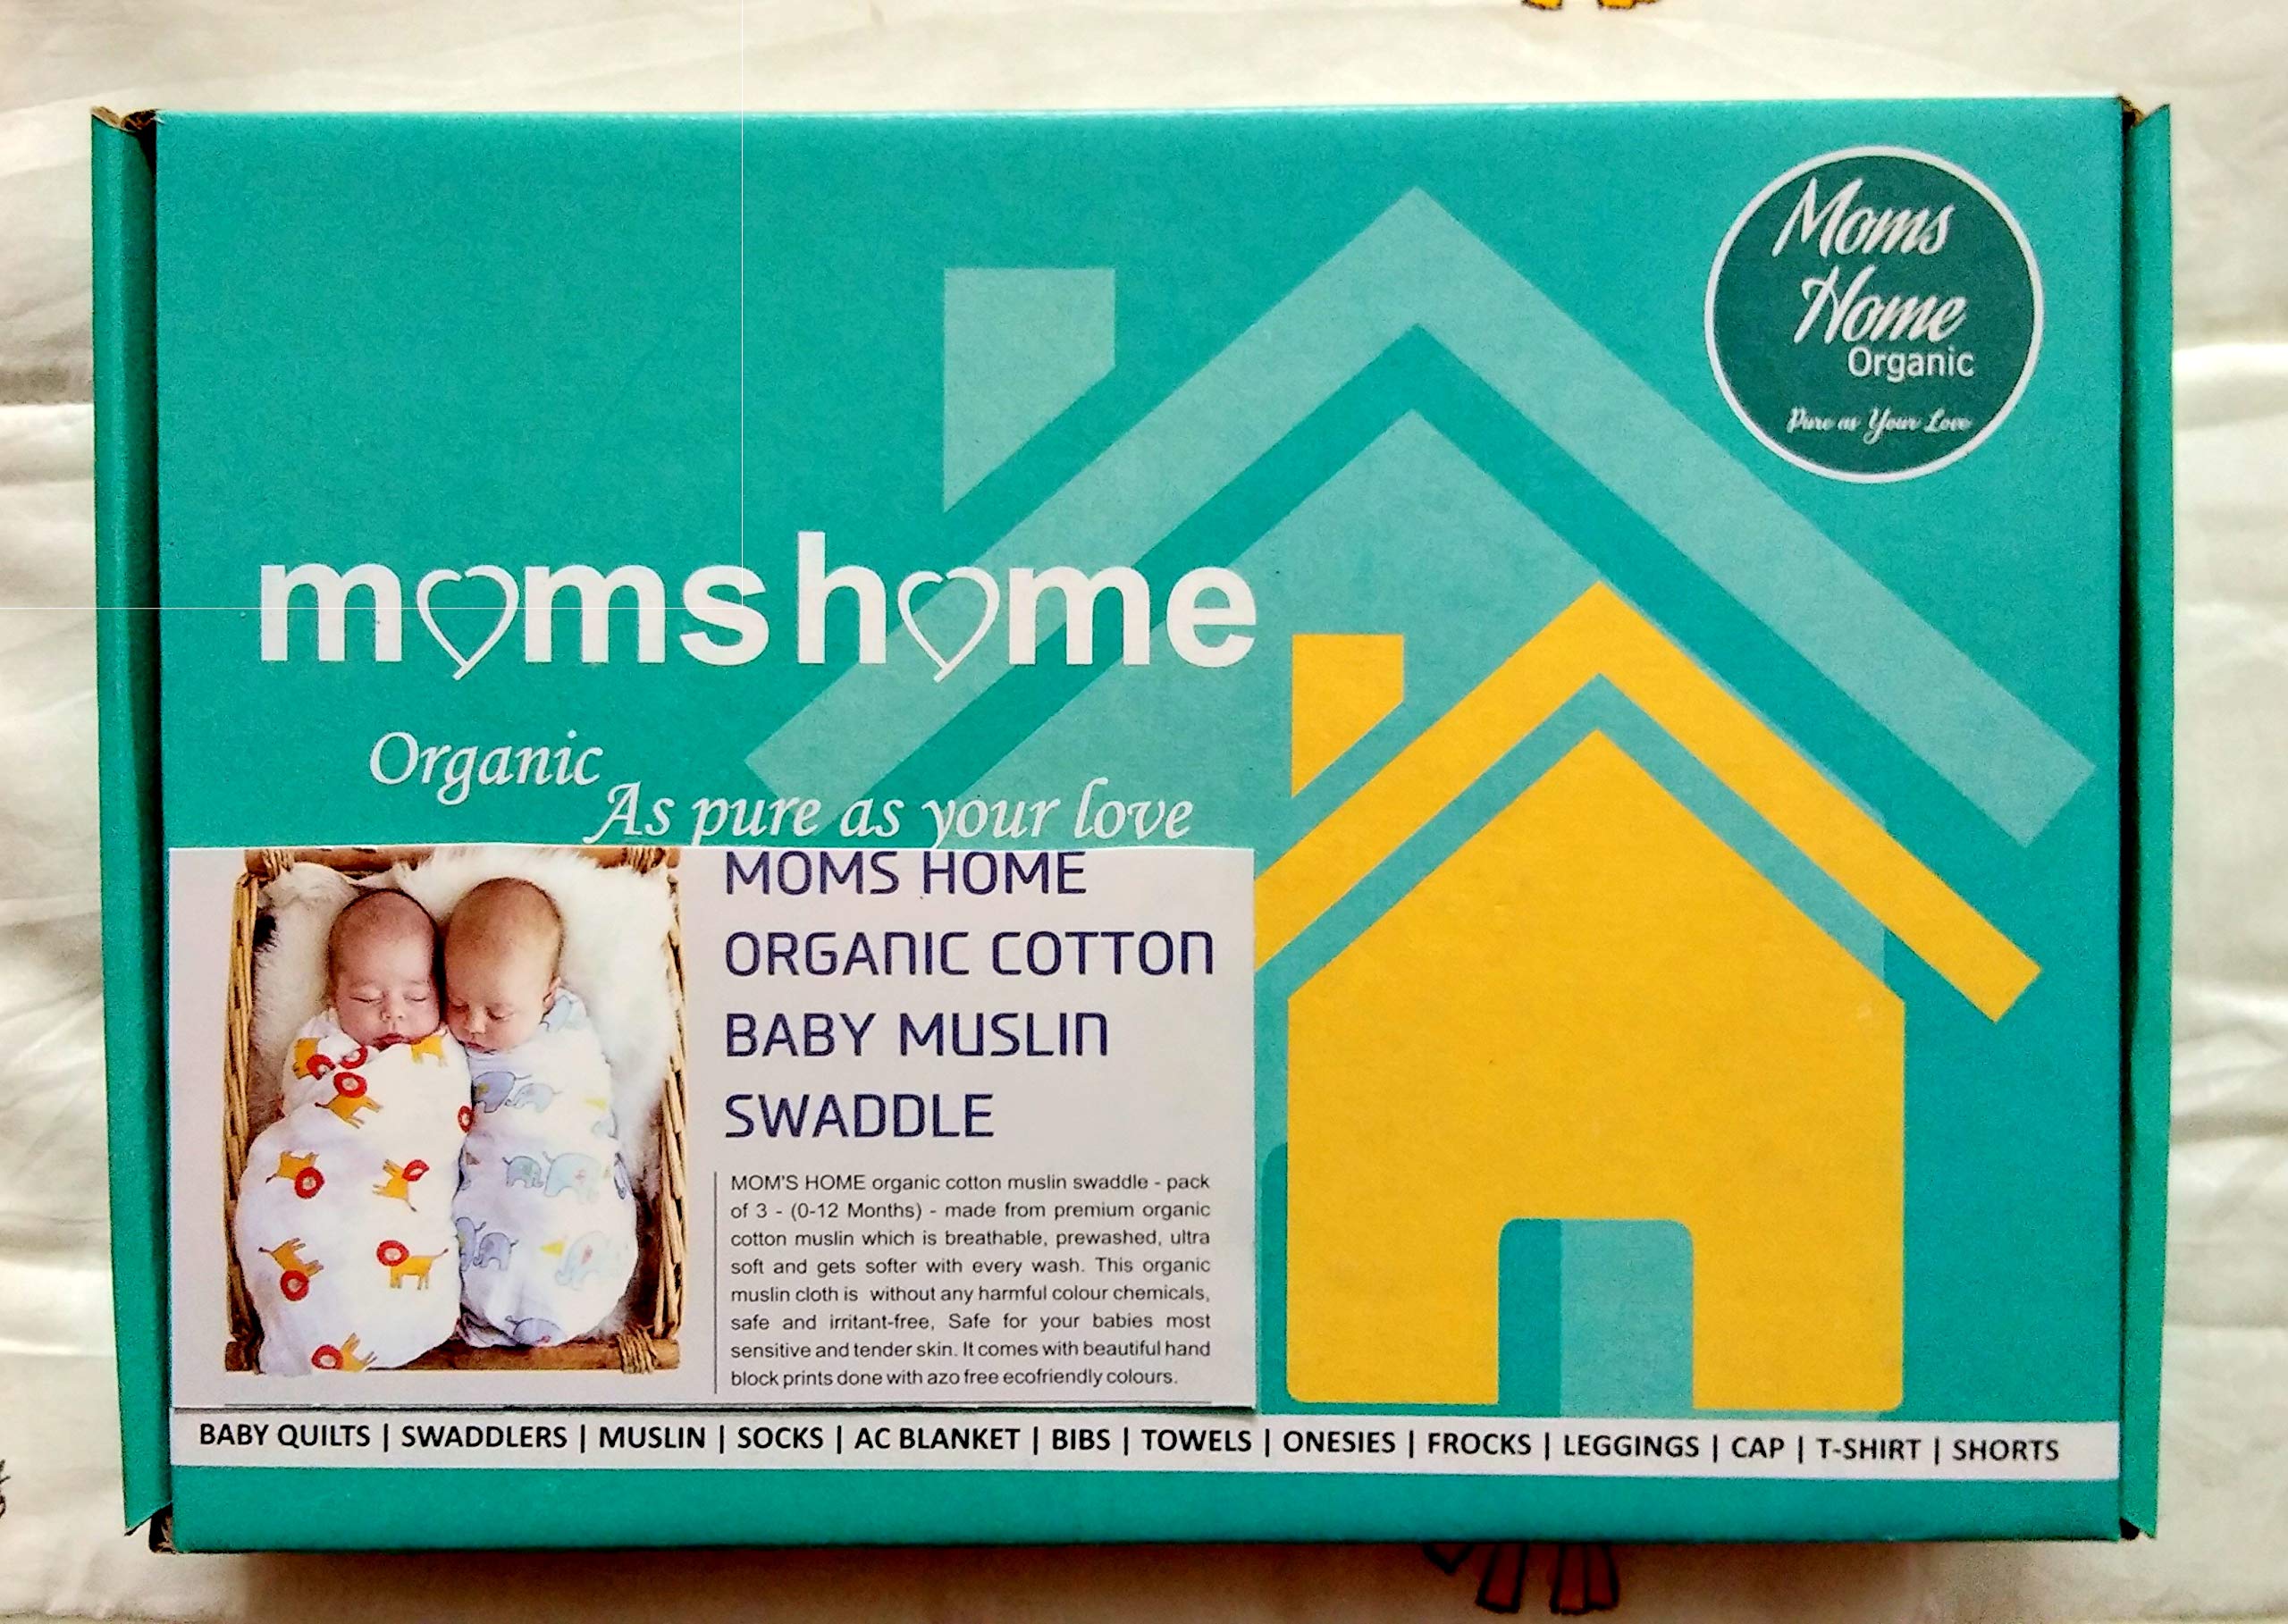 Moms
Home
Organic
Pure as Your Love
moms home
Organic
As pure as your love
MOMS HOME
ORGANIC COTTON
BABY MUSLIN
SWADDLE
MOM'S HOME organic cotton muslin swaddle - pack
of 3 - (0-12 Months) - made from premium organic
cotton muslin which is breathable, prewashed, ultra
soft and gets softer with every wash. This organic
muslin cloth is without any harmful colour chemicals,
safe and irritant-free, Safe for your babies most
sensitive and tender skin. It comes with beautiful hand
block prints done with azo free ecofriendly colours.
BABY QUILTS | SWADDLERS | MUSLIN | SOCKS | AC BLANKET | BIBS | TOWELS | ONESIES | FROCKS | LEGGINGS | CAP | T-SHIRT | SHORTS